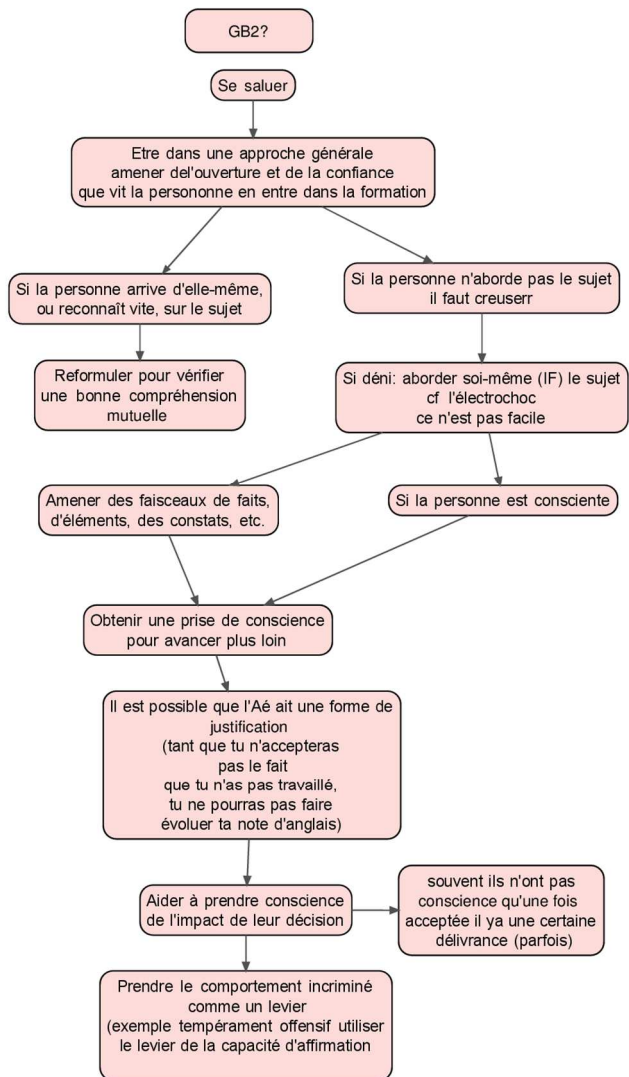 GB2?
Se saluer
Etre dans une approche générale
amener del'ouverture et de la confiance
que vit la persononne en entre dans la formation
Si la personne arrive d'elle-même,
ou reconnaît vite, sur le sujet
Si la personne n'aborde pas le sujet
il faut creuserr
Reformuler pour vérifier
une bonne compréhension
mutuelle
Si déni: aborder soi-même (IF) le sujet
cf l'électrochoc
ce n'est pas facile
Amener des faisceaux de faits,
d'éléments, des constats, etc.
Si la personne est consciente
Obtenir une prise de conscience
pour avancer plus loin
Il est possible que l'Aé ait une forme de
justification
(tant que tu n'accepteras
pas le fait
que tu n'as pas travaillé,
tu ne pourras pas faire
évoluer ta note d'anglais)
Aider à prendre conscience
de l'impact de leur décision
souvent ils n'ont pas
conscience qu'une fois
acceptée il ya une certaine
délivrance (parfois)
Prendre le comportement incriminé
comme un levier
(exemple tempérament offensif utiliser
le levier de la capacité d'affirmation